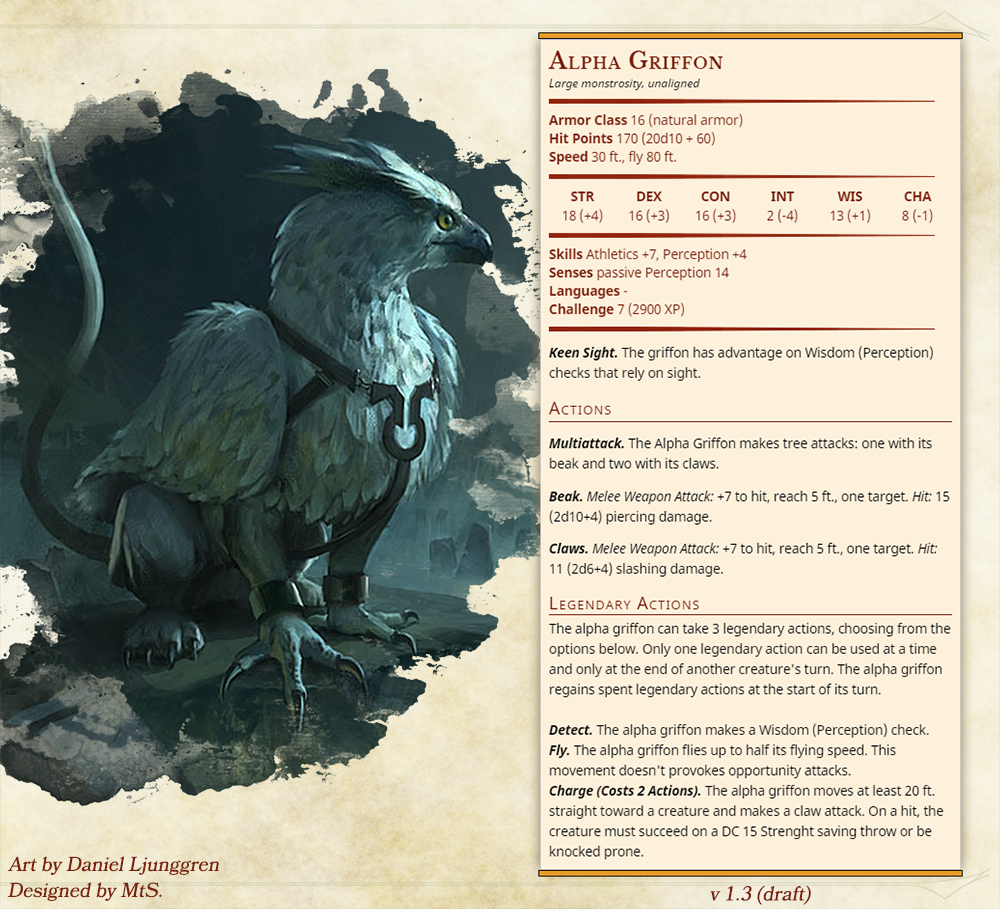 Alpha Griffon
Large monstrosity, unaligned
Armor Class 16 (natural armor)
Hit Points 170 (20d10 + 60)
Speed 30 ft., fly 80 ft.
STR DEX CON INT WIS CHA
18 (+4) 16 (+3) 16 (+3) 2 (-4) 13 (+1) 8 (-1)
Skills Athletics +7, Perception +4
Senses passive Perception 14
Languages -
Challenge 7 (2900 XP)
Keen Sight. The griffon has advantage on Wisdom (Perception)
checks that rely on sight.
Actions
Multiattack. The Alpha Griffon makes tree attacks: one with its
beak and two with its claws.
Beak. Melee Weapon Attack: +7 to hit, reach 5 ft., one target. Hit: 15
(2d10+4) piercing damage.
Claws. Melee Weapon Attack: +7 to hit, reach 5 ft., one target. Hit:
11 (2d6+4) slashing damage.
Legendary Actions
The alpha griffon can take 3 legendary actions, choosing from the
options below. Only one legendary action can be used at a time
and only at the end of another creature's turn. The alpha griffon
regains spent legendary actions at the start of its turn.
Detect. The alpha griffon makes a Wisdom (Perception) check.
Fly. The alpha griffon flies up to half its flying speed. This
movement doesn't provokes opportunity attacks.
Charge (Costs 2 Actions). The alpha griffon moves at least 20 ft.
straight toward a creature and makes a claw attack. On a hit, the
creature must succeed on a DC 15 Strenght saving throw or be
knocked prone.
Art by Daniel Ljunggren
Designed by MtS.
v 1.3 (draft)